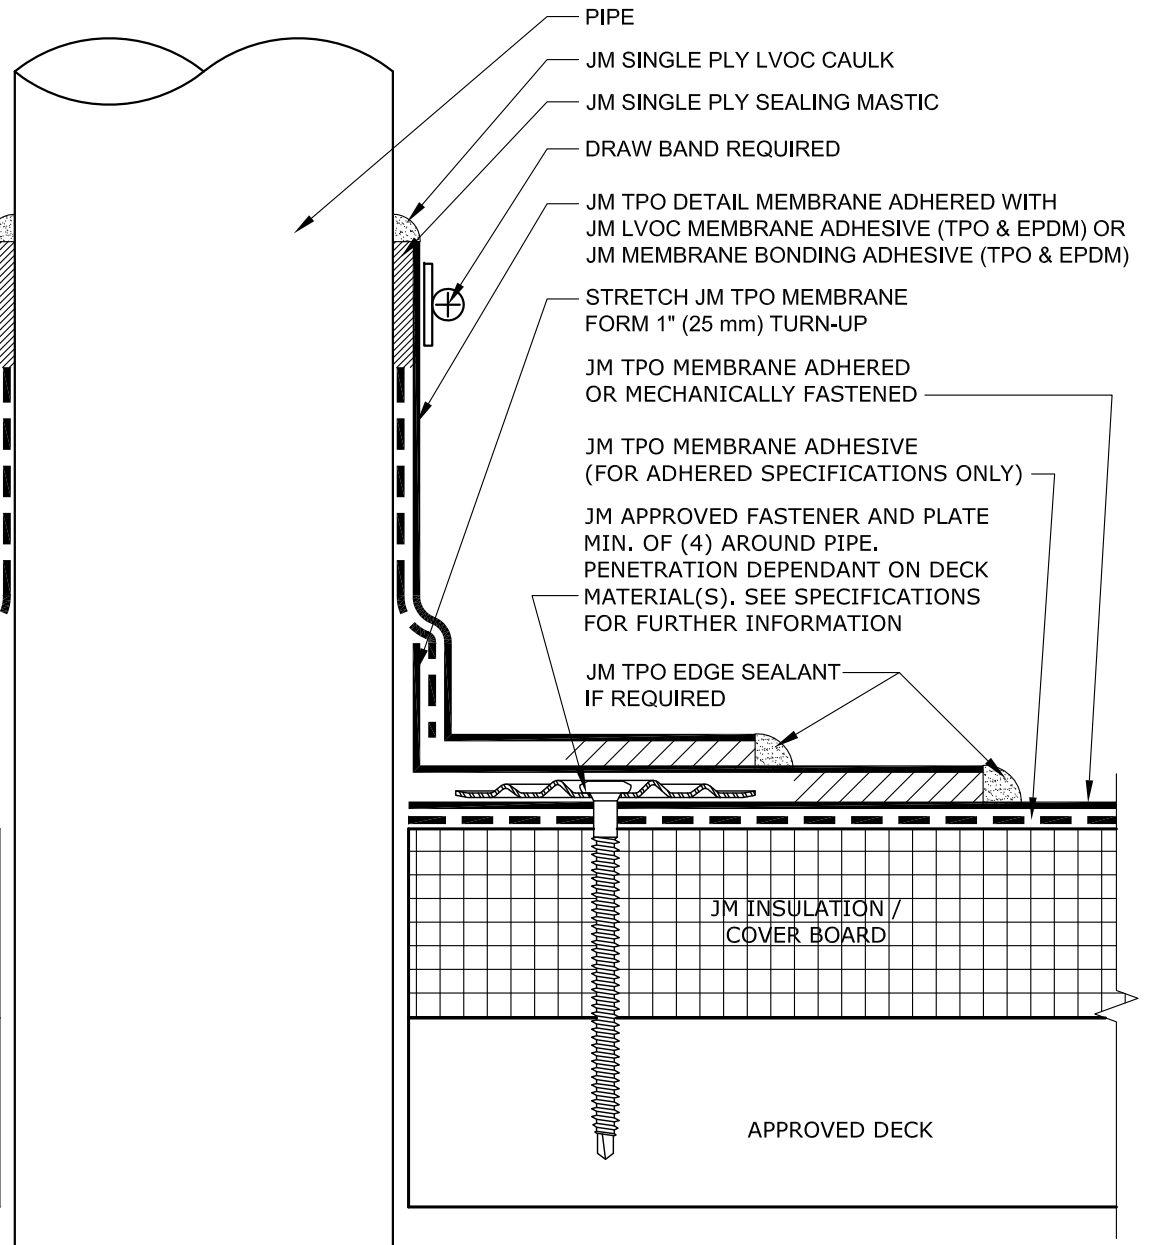 PIPE
JM SINGLE PLY LVOC CAULK
JM SINGLE PLY SEALING MASTIC
DRAW BAND REQUIRED
JM TPO DETAIL MEMBRANE ADHERED WITH
JM LVOC MEMBRANE ADHESIVE (TPO & EPDM) OR
JM MEMBRANE BONDING ADHESIVE (TPO & EPDM)
STRETCH JM TPO MEMBRANE
FORM 1" (25 mm) TURN-UP
JM TPO MEMBRANE ADHERED
OR MECHANICALLY FASTENED
JM TPO MEMBRANE ADHESIVE
(FOR ADHERED SPECIFICATIONS ONLY)
JM APPROVED FASTENER AND PLATE
MIN. OF (4) AROUND PIPE.
PENETRATION DEPENDANT ON DECK
MATERIAL(S). SEE SPECIFICATIONS
FOR FURTHER INFORMATION
JM TPO EDGE SEALANT
IF REQUIRED
JM INSULATION /
COVER BOARD
APPROVED DECK